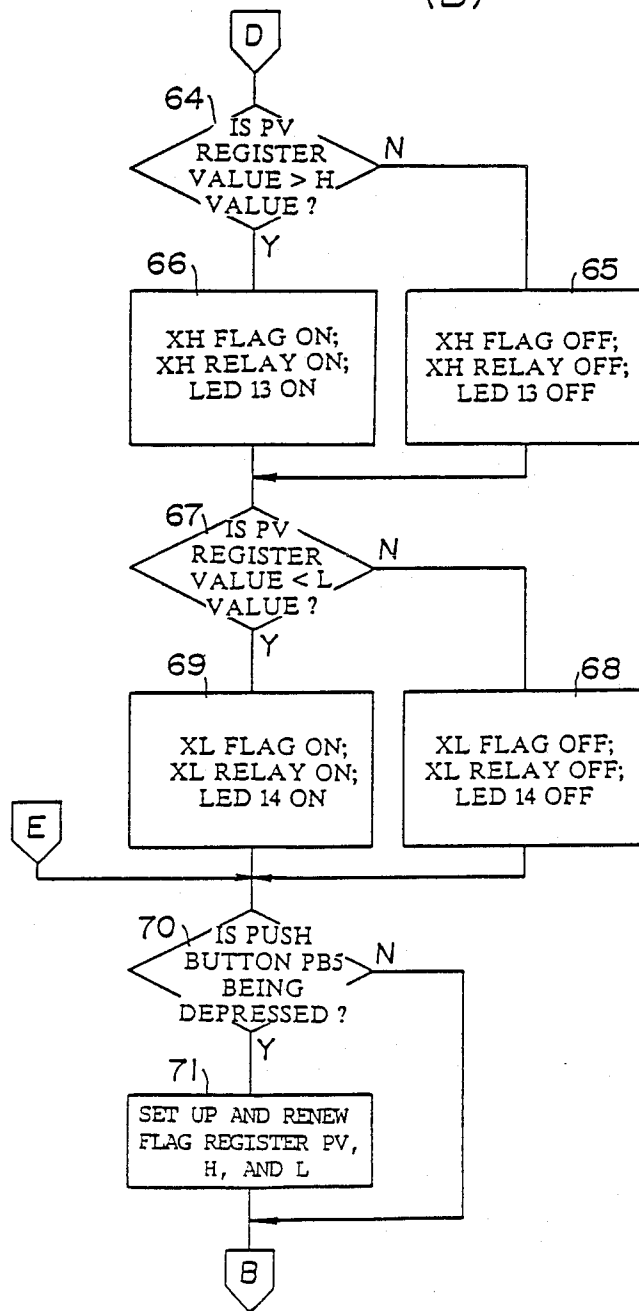 (D)
D
64
IS PV
REGISTER
VALUE > H
VALUE ?
N
Y
66
65
XH FLAG ON;
XH RELAY ON;
LED 13 ON
XH FLAG OFF;
XH RELAY OFF;
LED 13 OFF
67
IS PV
REGISTER
VALUE < L
VALUE ?
N
Y
69
68
XL FLAG ON;
XL RELAY ON;
LED 14 ON
XL FLAG OFF;
XL RELAY OFF;
LED 14 OFF
E
70
IS PUSH
BUTTON PB5
BEING
DEPRESSED ?
N
Y
71
SET UP AND RENEW
FLAG REGISTER PV,
H, AND L
B